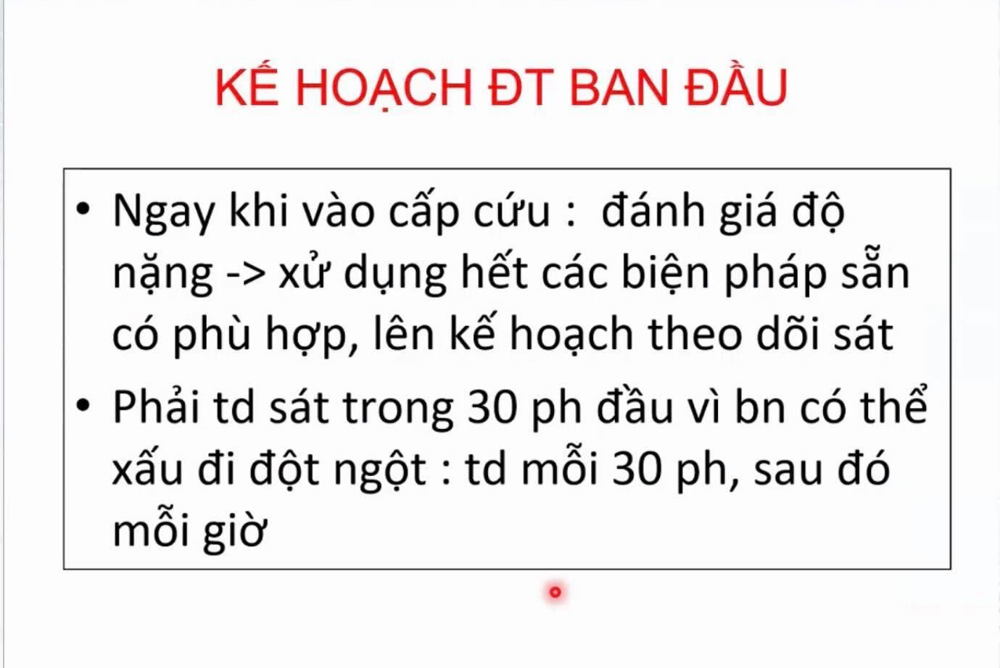 KẾ HOẠCH ĐT BAN ĐẦU
• Ngay khi vào cấp cứu :  đánh giá độ
nặng -> xử dụng hết các biện pháp sẵn
có phù hợp, lên kế hoạch theo dõi sát
• Phải td sát trong 30 ph đầu vì bn có thể
xấu đi đột ngột : td mỗi 30 ph, sau đó
mỗi giờ